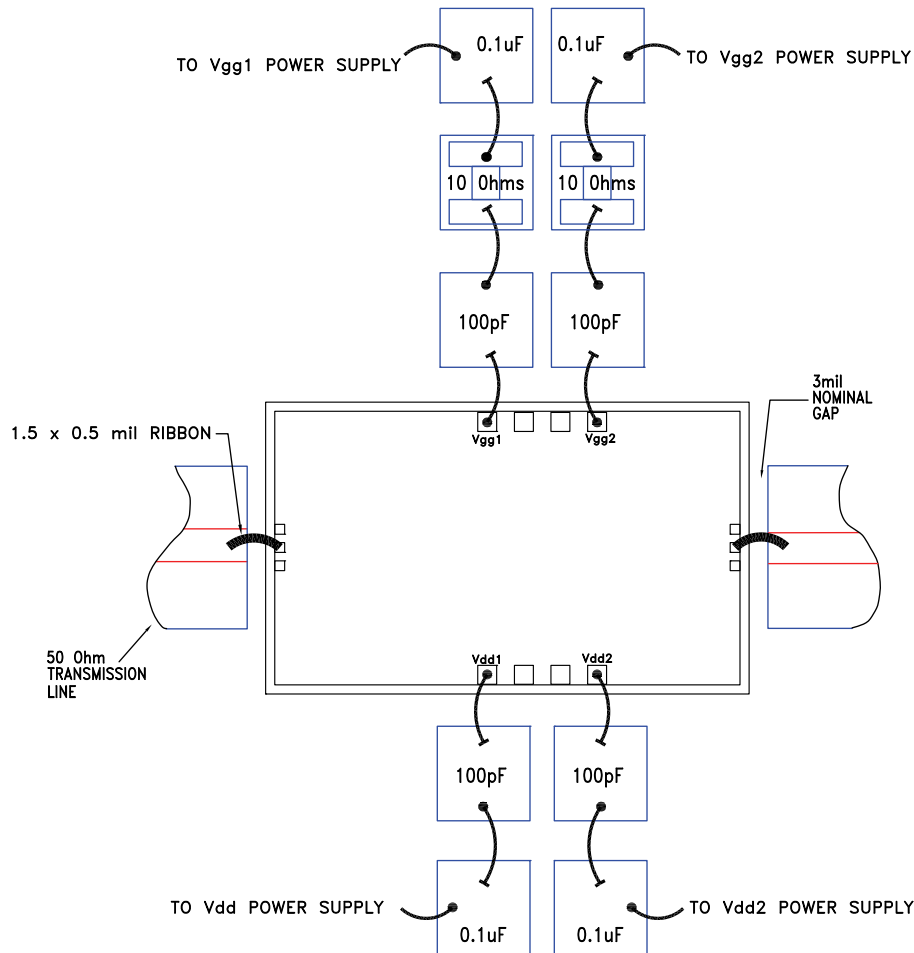 0.1uF
0.1uF
TO Vgg1 POWER SUPPLY
TO Vgg2 POWER SUPPLY
10 Ohms
10 Ohms
100pF
100pF
3mil
NOMINAL
GAP
1.5 x 0.5 mil RIBBON
Vgg1
Vgg2
50 Ohm
TRANSMISSION
LINE
Vdd1
Vdd2
100pF
100pF
TO Vdd POWER SUPPLY
TO Vdd2 POWER SUPPLY
0.1uF
0.1uF